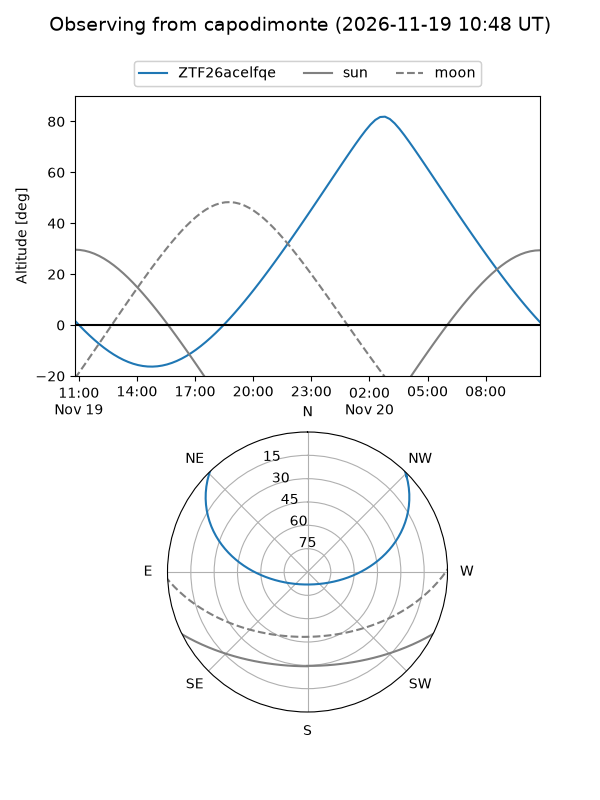 Observing from capodimonte (2026-11-19 10:48 UT)
ZTF26acelfqe sun moon
Altitude [deg]
80
60
40
20
0
−20
11:00 14:00 17:00 20:00 23:00 02:00 05:00 08:00
Nov 19 Nov 20
N
NE NW
15
30
45
60
75
E W
SE SW
S